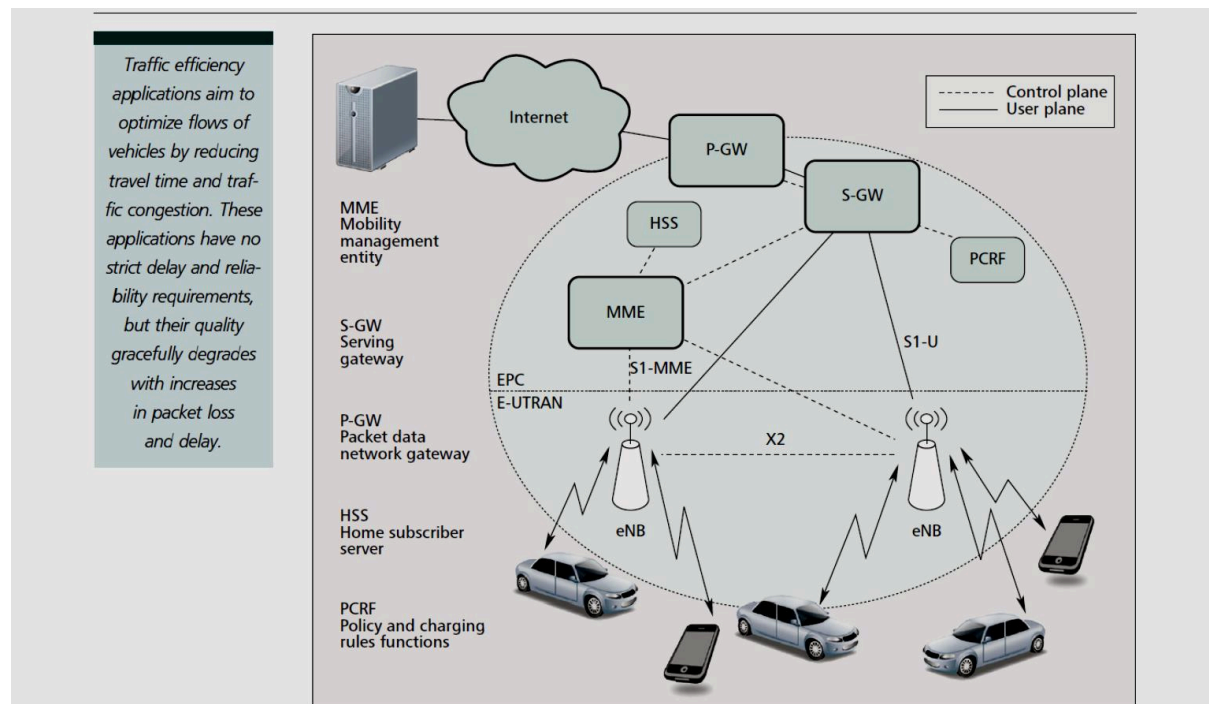 Traffic efficiency
applications aim to
optimize flows of
vehicles by reducing
travel time and traf-
fic congestion. These
applications have no
strict delay and relia-
bility requirements,
but their quality
gracefully degrades
with increases
in packet loss
and delay.
Internet
Control plane
User plane
P-GW
S-GW
MME
Mobility
management
entity
HSS
PCRF
MME
S-GW
Serving
gateway
S1-U
S1-MME
EPC
E-UTRAN
P-GW
Packet data
network gateway
X2
HSS
Home subscriber
server
eNB
eNB
PCRF
Policy and charging
rules functions